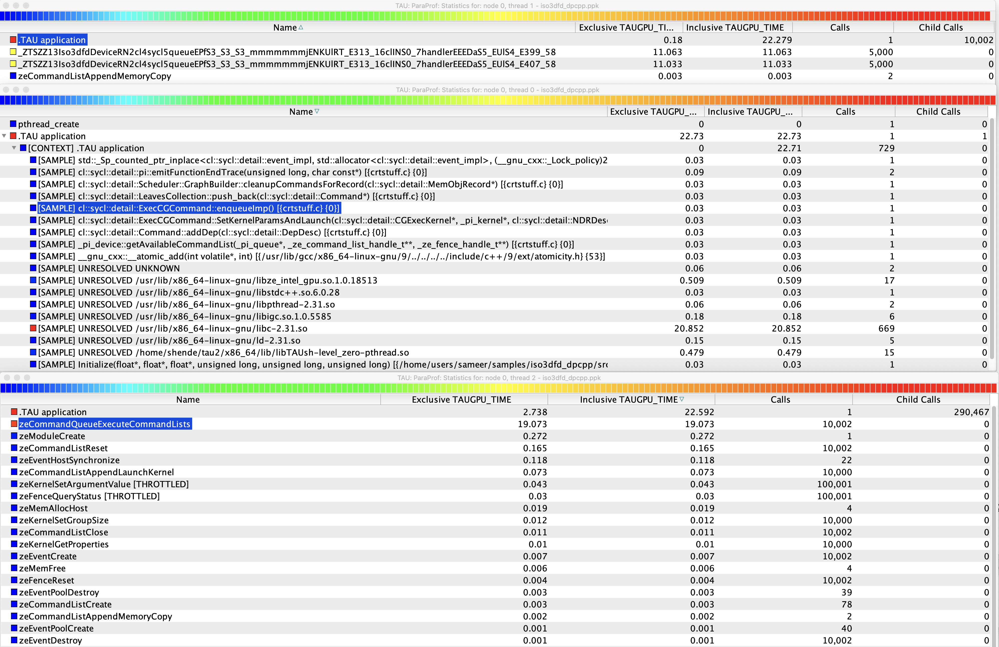 TAU: ParaProf: Statistics for: node 0, thread 1 - iso3dfd_dpcpp.ppk
Name △ Exclusive TAUGPU_TI... Inclusive TAUGPU_TIME Calls Child Calls
.TAU application 0.18 22.279 1 10,002
_ZTSZZ13Iso3dfdDeviceRN2cl4sycl5queueEPfS3_S3_S3_mmmmmmmjENKUlRT_E313_16clINS0_7handlerEEEDaS5_EUlS4_E399_58 11.063 11.063 5,000 0
_ZTSZZ13Iso3dfdDeviceRN2cl4sycl5queueEPfS3_S3_S3_mmmmmmmjENKUlRT_E313_16clINS0_7handlerEEEDaS5_EUlS4_E407_58 11.033 11.033 5,000 0
zeCommandListAppendMemoryCopy 0.003 0.003 2 0
TAU: ParaProf: Statistics for: node 0, thread 0 - iso3dfd_dpcpp.ppk
Name ▽ Exclusive TAUGPU_... Inclusive TAUGPU_... Calls Child Calls
pthread_create 0 0 1 0
.TAU application 22.73 22.73 1 1
[CONTEXT] .TAU application 0 22.71 729 0
[SAMPLE] std::_Sp_counted_ptr_inplace<cl::sycl::detail::event_impl, std::allocator<cl::sycl::detail::event_impl>, (__gnu_cxx::_Lock_policy)2 0.03 0.03 1 0
[SAMPLE] cl::sycl::detail::pi::emitFunctionEndTrace(unsigned long, char const*) [{crtstuff.c} {0}] 0.09 0.09 2 0
[SAMPLE] cl::sycl::detail::Scheduler::GraphBuilder::cleanupCommandsForRecord(cl::sycl::detail::MemObjRecord*) [{crtstuff.c} {0}] 0.03 0.03 1 0
[SAMPLE] cl::sycl::detail::LeavesCollection::push_back(cl::sycl::detail::Command*) [{crtstuff.c} {0}] 0.03 0.03 1 0
[SAMPLE] cl::sycl::detail::ExecCGCommand::enqueueImp() [{crtstuff.c} {0}] 0.03 0.03 1 0
[SAMPLE] cl::sycl::detail::ExecCGCommand::SetKernelParamsAndLaunch(cl::sycl::detail::CGExecKernel*, _pi_kernel*, cl::sycl::detail::NDRDes 0.03 0.03 1 0
[SAMPLE] cl::sycl::detail::Command::addDep(cl::sycl::detail::DepDesc) [{crtstuff.c} {0}] 0.03 0.03 1 0
[SAMPLE] _pi_device::getAvailableCommandList(_pi_queue*, _ze_command_list_handle_t**, _ze_fence_handle_t**) [{crtstuff.c} {0}] 0.03 0.03 1 0
[SAMPLE] __gnu_cxx::__atomic_add(int volatile*, int) [{/usr/lib/gcc/x86_64-linux-gnu/9/../../../../include/c++/9/ext/atomicity.h} {53}] 0.03 0.03 1 0
[SAMPLE] UNRESOLVED UNKNOWN 0.06 0.06 2 0
[SAMPLE] UNRESOLVED /usr/lib/x86_64-linux-gnu/libze_intel_gpu.so.1.0.18513 0.509 0.509 17 0
[SAMPLE] UNRESOLVED /usr/lib/x86_64-linux-gnu/libstdc++.so.6.0.28 0.03 0.03 1 0
[SAMPLE] UNRESOLVED /usr/lib/x86_64-linux-gnu/libpthread-2.31.so 0.06 0.06 2 0
[SAMPLE] UNRESOLVED /usr/lib/x86_64-linux-gnu/libigc.so.1.0.5585 0.18 0.18 6 0
[SAMPLE] UNRESOLVED /usr/lib/x86_64-linux-gnu/libc-2.31.so 20.852 20.852 669 0
[SAMPLE] UNRESOLVED /usr/lib/x86_64-linux-gnu/ld-2.31.so 0.15 0.15 5 0
[SAMPLE] UNRESOLVED /home/shende/tau2/x86_64/lib/libTAUsh-level_zero-pthread.so 0.479 0.479 15 0
[SAMPLE] Initialize(float*, float*, float*, unsigned long, unsigned long, unsigned long) [{/home/users/sameer/samples/iso3dfd_dpcpp/src 0.03 0.03 1 0
TAU: ParaProf: Statistics for: node 0, thread 2 - iso3dfd_dpcpp.ppk
Name Exclusive TAUGPU_TIME Inclusive TAUGPU_TIME ▽ Calls Child Calls
.TAU application 2.738 22.592 1 290,467
zeCommandQueueExecuteCommandLists 19.073 19.073 10,002 0
zeModuleCreate 0.272 0.272 1 0
zeCommandListReset 0.165 0.165 10,002 0
zeEventHostSynchronize 0.118 0.118 22 0
zeCommandListAppendLaunchKernel 0.073 0.073 10,000 0
zeKernelSetArgumentValue [THROTTLED] 0.043 0.043 100,001 0
zeFenceQueryStatus [THROTTLED] 0.03 0.03 100,001 0
zeMemAllocHost 0.019 0.019 4 0
zeKernelSetGroupSize 0.012 0.012 10,000 0
zeCommandListClose 0.011 0.011 10,002 0
zeKernelGetProperties 0.01 0.01 10,000 0
zeEventCreate 0.007 0.007 10,002 0
zeMemFree 0.006 0.006 4 0
zeFenceReset 0.004 0.004 10,002 0
zeEventPoolDestroy 0.003 0.003 39 0
zeCommandListCreate 0.003 0.003 78 0
zeCommandListAppendMemoryCopy 0.002 0.002 2 0
zeEventPoolCreate 0.001 0.001 40 0
zeEventDestroy 0.001 0.001 10,002 0